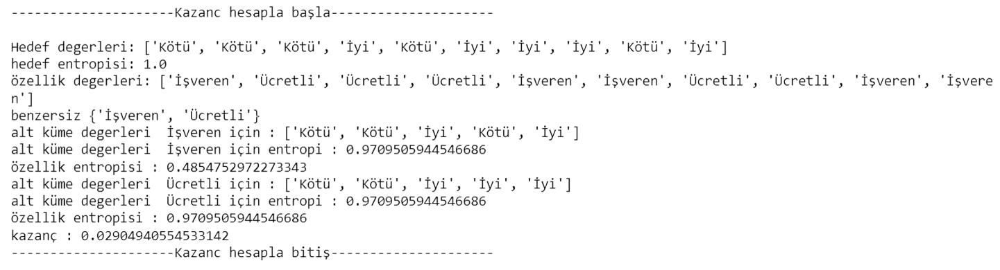 ---------------------Kazanc hesapla başla---------------------
Hedef degerleri: ['Kötü', 'Kötü', 'Kötü', 'İyi', 'Kötü', 'İyi', 'İyi', 'İyi', 'Kötü', 'İyi']
hedef entropisi: 1.0
özellik degerleri: ['İşveren', 'Ücretli', 'Ücretli', 'Ücretli', 'İşveren', 'İşveren', 'Ücretli', 'Ücretli', 'İşveren', 'İşvere
n']
benzersiz {'İşveren', 'Ücretli'}
alt küme degerleri  İşveren için : ['Kötü', 'Kötü', 'İyi', 'Kötü', 'İyi']
alt küme degerleri  İşveren için entropi : 0.9709505944546686
özellik entropisi : 0.4854752972273343
alt küme degerleri  Ücretli için : ['Kötü', 'Kötü', 'İyi', 'İyi', 'İyi']
alt küme degerleri  Ücretli için entropi : 0.9709505944546686
özellik entropisi : 0.9709505944546686
kazanç : 0.02904940554533142
---------------------Kazanc hesapla bitiş---------------------